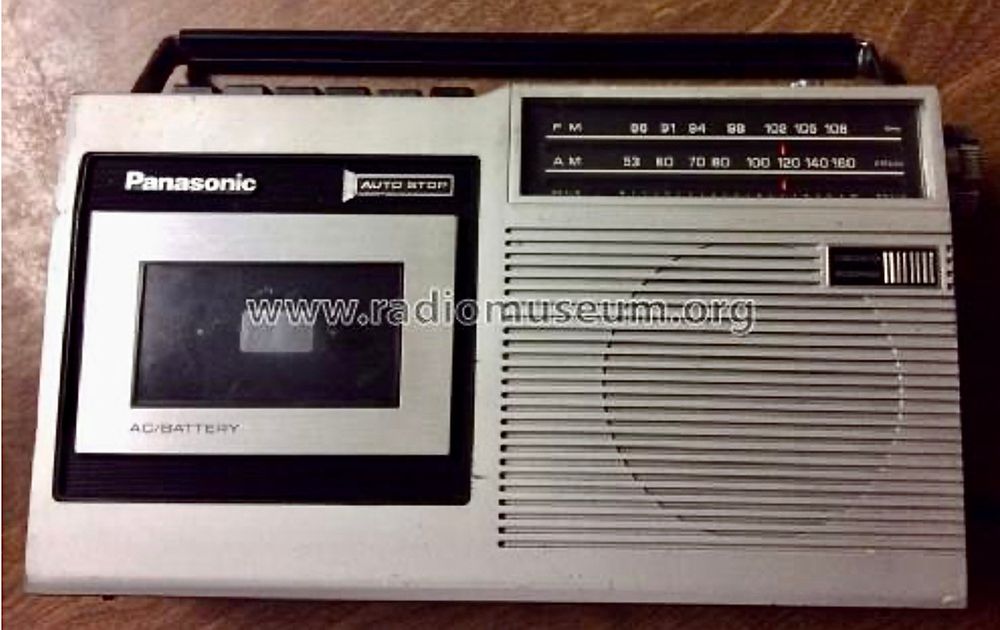 FM 88 91 94 98 102 105 108
AM 53 60 70 80 100 120 140 160
Panasonic
AUTO STOP
www.radiomuseum.org
AC/BATTERY